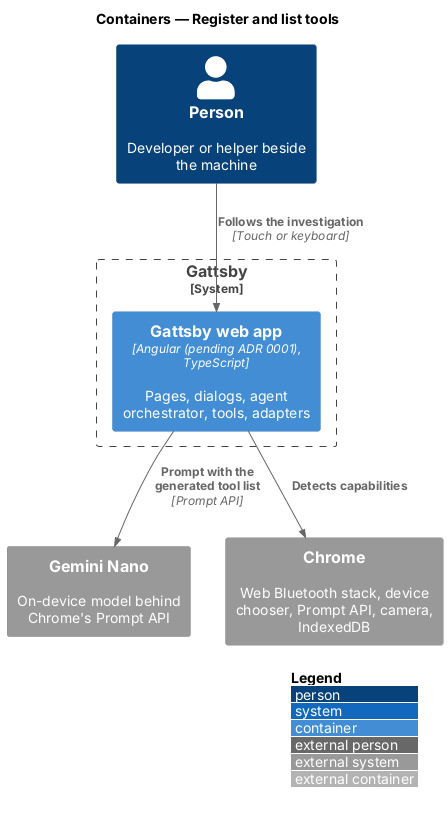 Containers — Register and list tools
Person
Developer or helper beside
the machine
Follows the investigation
[Touch or keyboard]
Gattsby
[System]
Gattsby web app
[Angular (pending ADR 0001),
TypeScript]
Pages, dialogs, agent
orchestrator, tools, adapters
Prompt with the
generated tool list
[Prompt API]
Detects capabilities
Gemini Nano
On-device model behind
Chrome's Prompt API
Chrome
Web Bluetooth stack, device
chooser, Prompt API, camera,
IndexedDB
Legend
person
system
container
external person
external system
external container